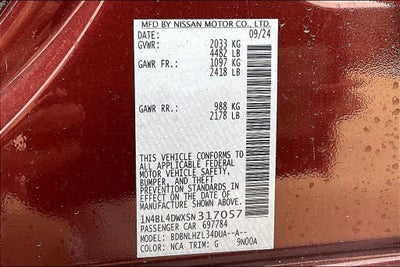 MFD BY NISSAN MOTOR CO., LTD.
DATE: 09/24
GVWR: 2033 KG
4482 LB
GAWR FR.: 1097 KG
2418 LB
GAWR RR.: 988 KG
2178 LB
THIS VEHICLE CONFORMS TO
ALL APPLICABLE FEDERAL
MOTOR VEHICLE SAFETY,
BUMPER, AND THEFT
PREVENTION STANDARDS
IN EFFECT ON THE DATE OF
MANUFACTURE SHOWN ABOVE.
1N4BL4DWXSN317057
PASSENGER CAR 697784
MODEL: BDBNLHZL34DUA--A--
COLOR: NCA TRIM: G 9N00A